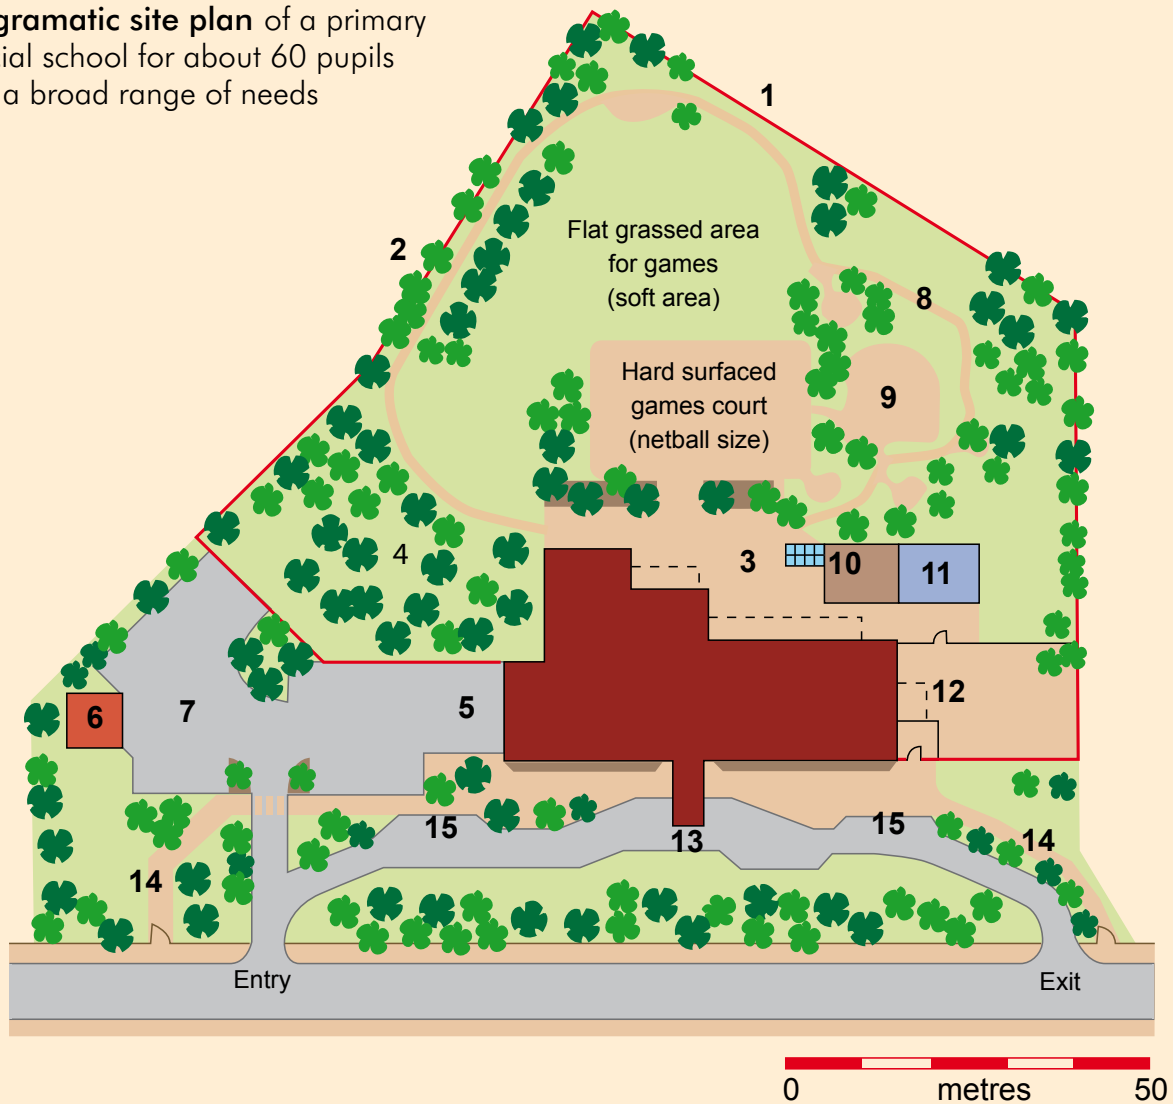 gramatic site plan of a primary
cial school for about 60 pupils
a broad range of needs
1
2
Flat grassed area
for games
(soft area)
8
Hard surfaced
games court
(netball size)
9
4
3
10
11
12
5
6
7
15
13
15
14
14
Entry
Exit
0 metres 50